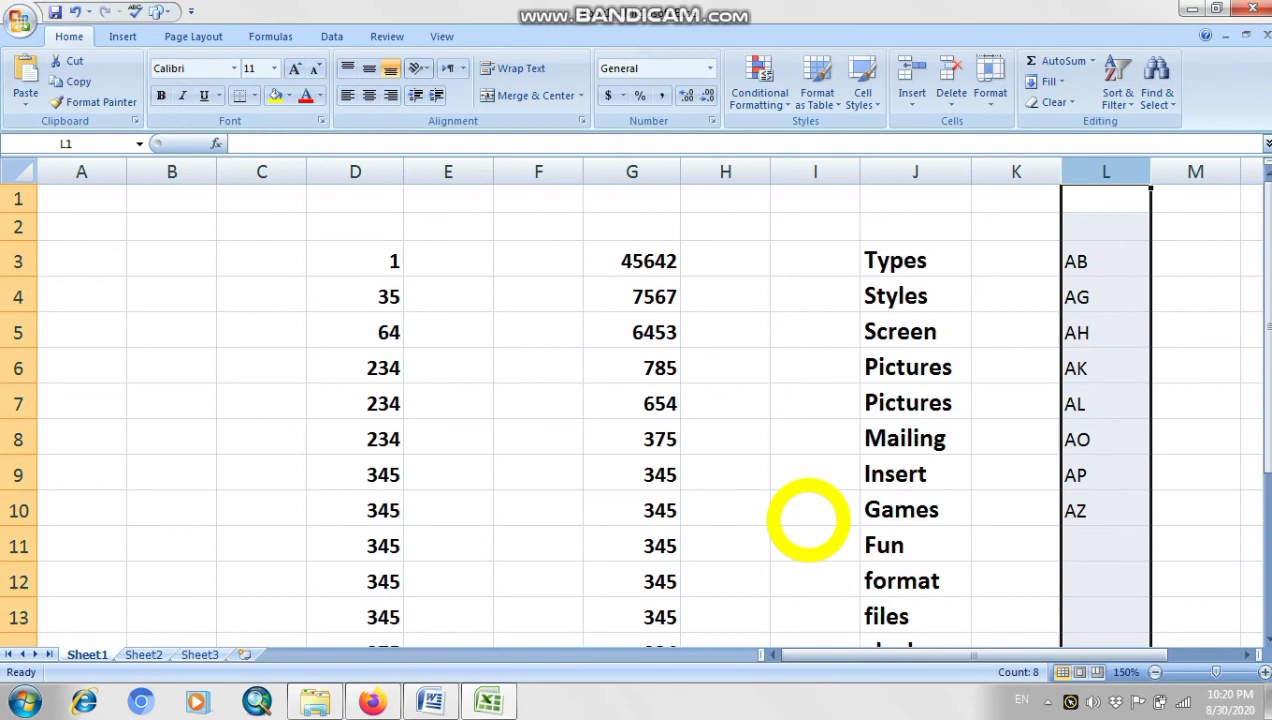 www.BANDICAM.com
Home Insert Page Layout Formulas Data Review View
Paste Cut Copy Format Painter Clipboard
Calibri 11 Font
Wrap Text Merge & Center Alignment
General $ % , Number
Conditional Formatting Format as Table Cell Styles Styles
Insert Delete Format Cells
Σ AutoSum Fill Clear Sort & Filter Find & Select Editing
L1 fx
A B C D E F G H I J K L M
1
2
3 1 45642 Types AB
4 35 7567 Styles AG
5 64 6453 Screen AH
6 234 785 Pictures AK
7 234 654 Pictures AL
8 234 375 Mailing AO
9 345 345 Insert AP
10 345 345 Games AZ
11 345 345 Fun
12 345 345 format
13 345 345 files
Sheet1 Sheet2 Sheet3
Ready Count: 8 150%
EN 10:20 PM
8/30/2020